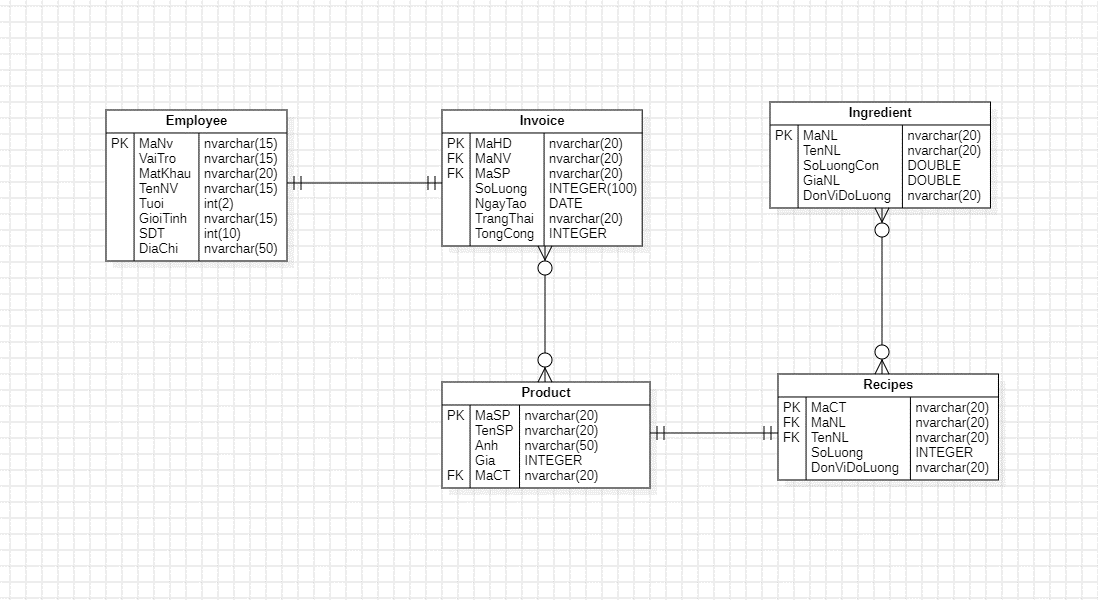 Employee
PK MaNv nvarchar(15)
VaiTro nvarchar(15)
MatKhau nvarchar(20)
TenNV nvarchar(15)
Tuoi int(2)
GioiTinh nvarchar(15)
SDT int(10)
DiaChi nvarchar(50)
Invoice
PK MaHD nvarchar(20)
FK MaNV nvarchar(20)
FK MaSP nvarchar(20)
SoLuong INTEGER(100)
NgayTao DATE
TrangThai nvarchar(20)
TongCong INTEGER
Ingredient
PK MaNL nvarchar(20)
TenNL nvarchar(20)
SoLuongCon DOUBLE
GiaNL DOUBLE
DonViDoLuong nvarchar(20)
Product
PK MaSP nvarchar(20)
TenSP nvarchar(20)
Anh nvarchar(50)
Gia INTEGER
FK MaCT nvarchar(20)
Recipes
PK MaCT nvarchar(20)
FK MaNL nvarchar(20)
FK TenNL nvarchar(20)
SoLuong INTEGER
DonViDoLuong nvarchar(20)